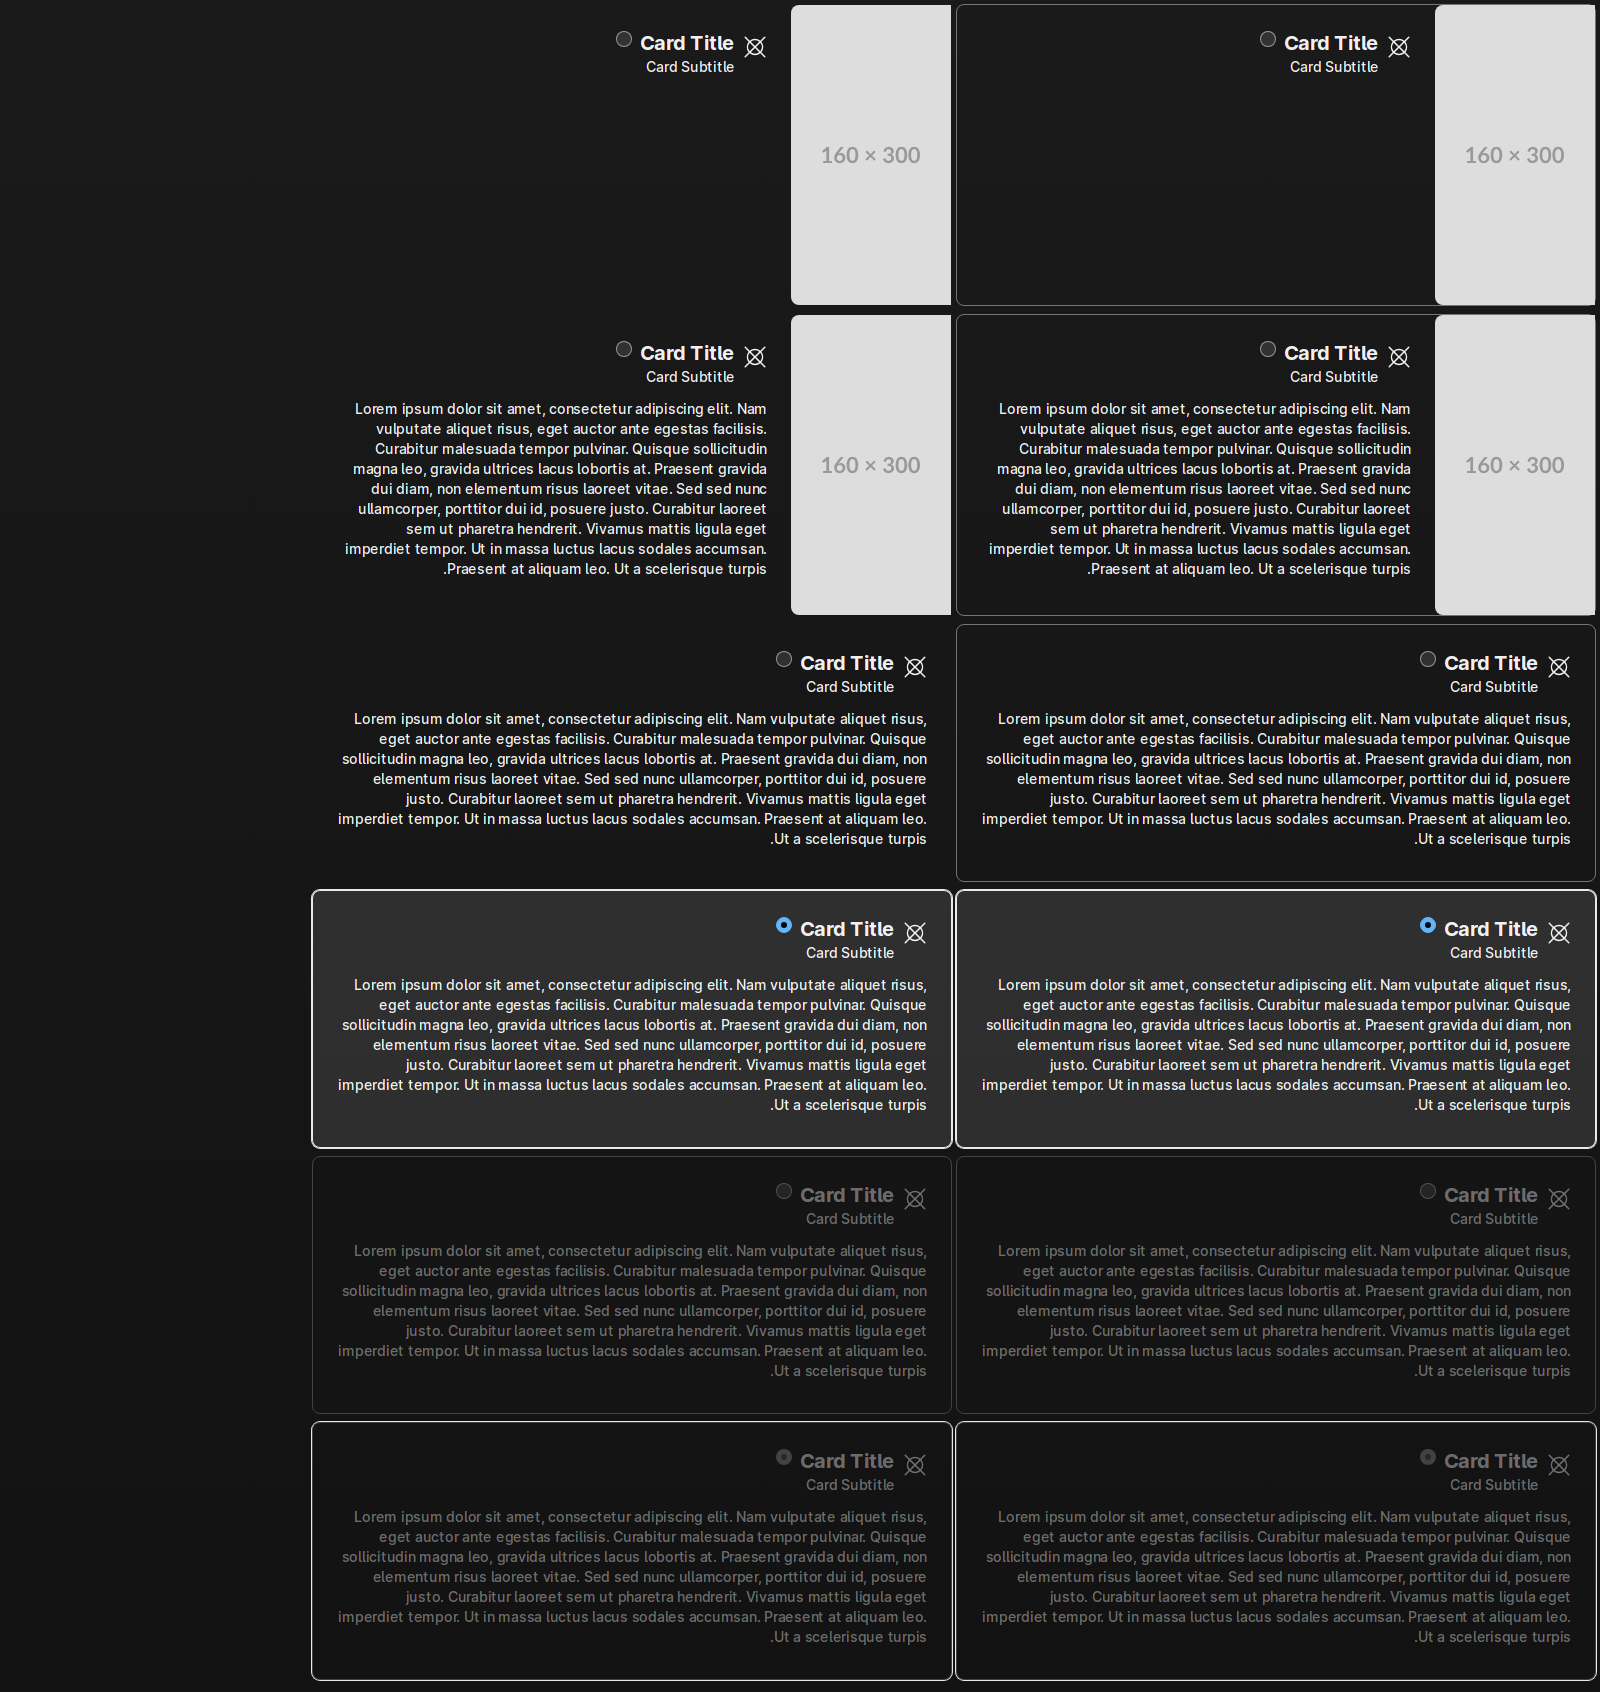 Card Title
Card Subtitle
160 × 300
Card Title
Card Subtitle
160 × 300
Card Title
Card Subtitle
Lorem ipsum dolor sit amet, consectetur adipiscing elit. Nam
vulputate aliquet risus, eget auctor ante egestas facilisis.
Curabitur malesuada tempor pulvinar. Quisque sollicitudin
magna leo, gravida ultrices lacus lobortis at. Praesent gravida
dui diam, non elementum risus laoreet vitae. Sed sed nunc
ullamcorper, porttitor dui id, posuere justo. Curabitur laoreet
sem ut pharetra hendrerit. Vivamus mattis ligula eget
imperdiet tempor. Ut in massa luctus lacus sodales accumsan.
.Praesent at aliquam leo. Ut a scelerisque turpis
160 × 300
Card Title
Card Subtitle
Lorem ipsum dolor sit amet, consectetur adipiscing elit. Nam
vulputate aliquet risus, eget auctor ante egestas facilisis.
Curabitur malesuada tempor pulvinar. Quisque sollicitudin
magna leo, gravida ultrices lacus lobortis at. Praesent gravida
dui diam, non elementum risus laoreet vitae. Sed sed nunc
ullamcorper, porttitor dui id, posuere justo. Curabitur laoreet
sem ut pharetra hendrerit. Vivamus mattis ligula eget
imperdiet tempor. Ut in massa luctus lacus sodales accumsan.
.Praesent at aliquam leo. Ut a scelerisque turpis
160 × 300
Card Title
Card Subtitle
Lorem ipsum dolor sit amet, consectetur adipiscing elit. Nam vulputate aliquet risus,
eget auctor ante egestas facilisis. Curabitur malesuada tempor pulvinar. Quisque
sollicitudin magna leo, gravida ultrices lacus lobortis at. Praesent gravida dui diam, non
elementum risus laoreet vitae. Sed sed nunc ullamcorper, porttitor dui id, posuere
justo. Curabitur laoreet sem ut pharetra hendrerit. Vivamus mattis ligula eget
imperdiet tempor. Ut in massa luctus lacus sodales accumsan. Praesent at aliquam leo.
.Ut a scelerisque turpis
Card Title
Card Subtitle
Lorem ipsum dolor sit amet, consectetur adipiscing elit. Nam vulputate aliquet risus,
eget auctor ante egestas facilisis. Curabitur malesuada tempor pulvinar. Quisque
sollicitudin magna leo, gravida ultrices lacus lobortis at. Praesent gravida dui diam, non
elementum risus laoreet vitae. Sed sed nunc ullamcorper, porttitor dui id, posuere
justo. Curabitur laoreet sem ut pharetra hendrerit. Vivamus mattis ligula eget
imperdiet tempor. Ut in massa luctus lacus sodales accumsan. Praesent at aliquam leo.
.Ut a scelerisque turpis
Card Title
Card Subtitle
Lorem ipsum dolor sit amet, consectetur adipiscing elit. Nam vulputate aliquet risus,
eget auctor ante egestas facilisis. Curabitur malesuada tempor pulvinar. Quisque
sollicitudin magna leo, gravida ultrices lacus lobortis at. Praesent gravida dui diam, non
elementum risus laoreet vitae. Sed sed nunc ullamcorper, porttitor dui id, posuere
justo. Curabitur laoreet sem ut pharetra hendrerit. Vivamus mattis ligula eget
imperdiet tempor. Ut in massa luctus lacus sodales accumsan. Praesent at aliquam leo.
.Ut a scelerisque turpis
Card Title
Card Subtitle
Lorem ipsum dolor sit amet, consectetur adipiscing elit. Nam vulputate aliquet risus,
eget auctor ante egestas facilisis. Curabitur malesuada tempor pulvinar. Quisque
sollicitudin magna leo, gravida ultrices lacus lobortis at. Praesent gravida dui diam, non
elementum risus laoreet vitae. Sed sed nunc ullamcorper, porttitor dui id, posuere
justo. Curabitur laoreet sem ut pharetra hendrerit. Vivamus mattis ligula eget
imperdiet tempor. Ut in massa luctus lacus sodales accumsan. Praesent at aliquam leo.
.Ut a scelerisque turpis
Card Title
Card Subtitle
Lorem ipsum dolor sit amet, consectetur adipiscing elit. Nam vulputate aliquet risus,
eget auctor ante egestas facilisis. Curabitur malesuada tempor pulvinar. Quisque
sollicitudin magna leo, gravida ultrices lacus lobortis at. Praesent gravida dui diam, non
elementum risus laoreet vitae. Sed sed nunc ullamcorper, porttitor dui id, posuere
justo. Curabitur laoreet sem ut pharetra hendrerit. Vivamus mattis ligula eget
imperdiet tempor. Ut in massa luctus lacus sodales accumsan. Praesent at aliquam leo.
.Ut a scelerisque turpis
Card Title
Card Subtitle
Lorem ipsum dolor sit amet, consectetur adipiscing elit. Nam vulputate aliquet risus,
eget auctor ante egestas facilisis. Curabitur malesuada tempor pulvinar. Quisque
sollicitudin magna leo, gravida ultrices lacus lobortis at. Praesent gravida dui diam, non
elementum risus laoreet vitae. Sed sed nunc ullamcorper, porttitor dui id, posuere
justo. Curabitur laoreet sem ut pharetra hendrerit. Vivamus mattis ligula eget
imperdiet tempor. Ut in massa luctus lacus sodales accumsan. Praesent at aliquam leo.
.Ut a scelerisque turpis
Card Title
Card Subtitle
Lorem ipsum dolor sit amet, consectetur adipiscing elit. Nam vulputate aliquet risus,
eget auctor ante egestas facilisis. Curabitur malesuada tempor pulvinar. Quisque
sollicitudin magna leo, gravida ultrices lacus lobortis at. Praesent gravida dui diam, non
elementum risus laoreet vitae. Sed sed nunc ullamcorper, porttitor dui id, posuere
justo. Curabitur laoreet sem ut pharetra hendrerit. Vivamus mattis ligula eget
imperdiet tempor. Ut in massa luctus lacus sodales accumsan. Praesent at aliquam leo.
.Ut a scelerisque turpis
Card Title
Card Subtitle
Lorem ipsum dolor sit amet, consectetur adipiscing elit. Nam vulputate aliquet risus,
eget auctor ante egestas facilisis. Curabitur malesuada tempor pulvinar. Quisque
sollicitudin magna leo, gravida ultrices lacus lobortis at. Praesent gravida dui diam, non
elementum risus laoreet vitae. Sed sed nunc ullamcorper, porttitor dui id, posuere
justo. Curabitur laoreet sem ut pharetra hendrerit. Vivamus mattis ligula eget
imperdiet tempor. Ut in massa luctus lacus sodales accumsan. Praesent at aliquam leo.
.Ut a scelerisque turpis